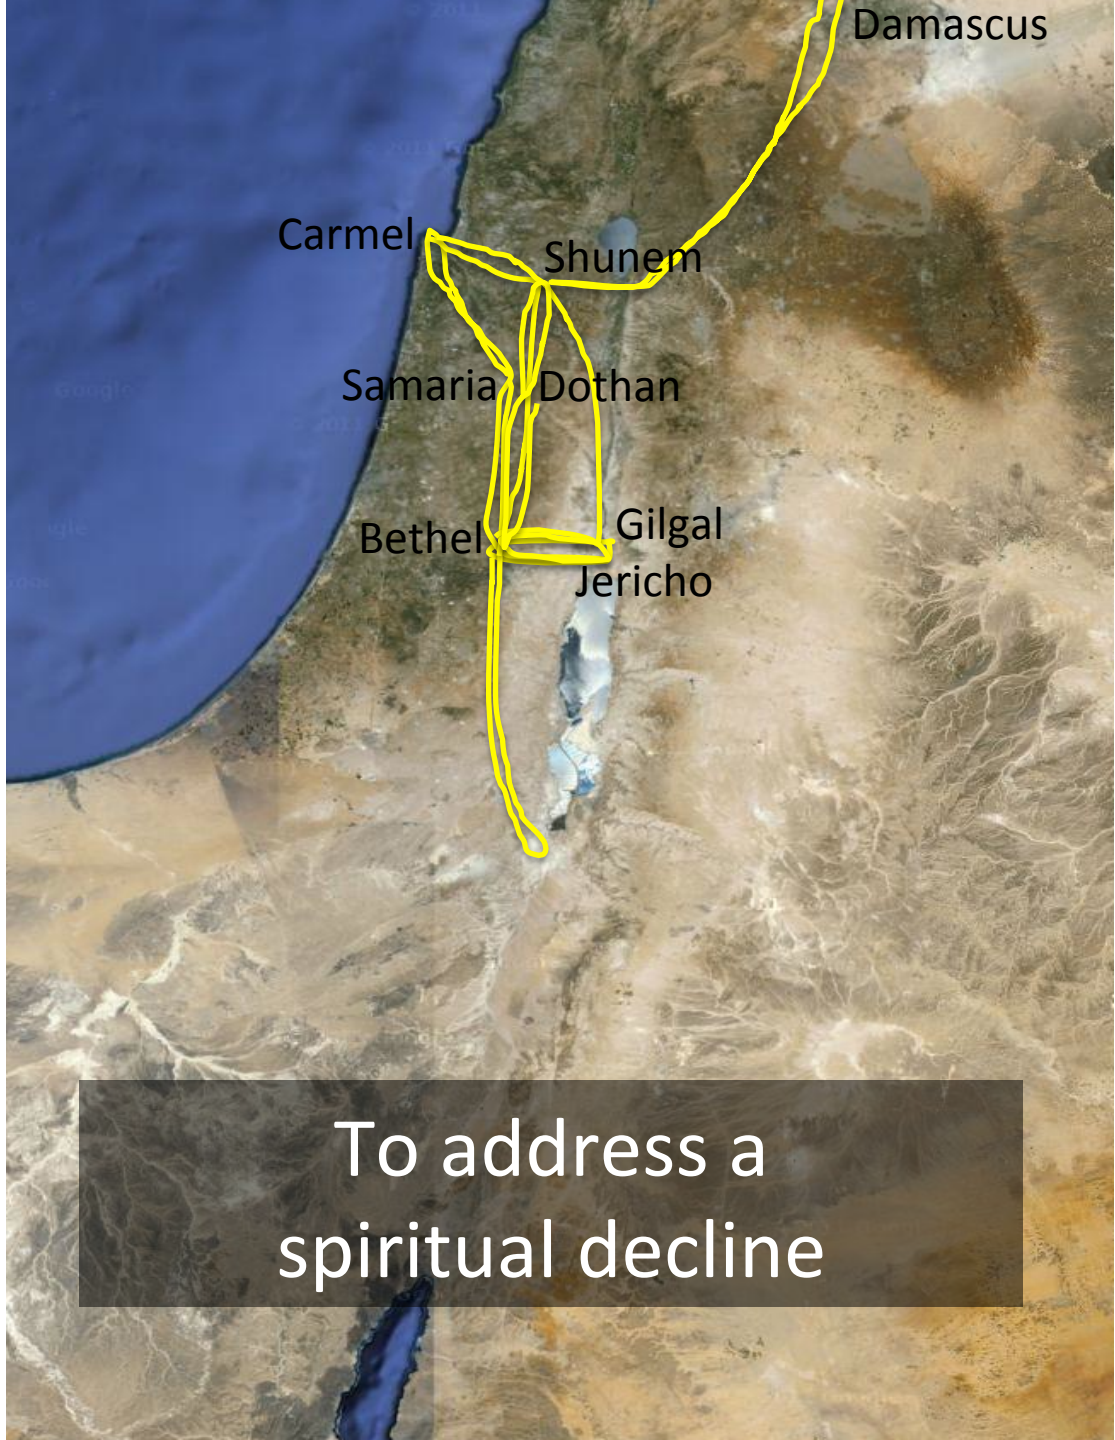 Damascus
Carmel
Shunem
Samaria
Dothan
Gilgal
Bethel
Jericho
To address a
spiritual decline